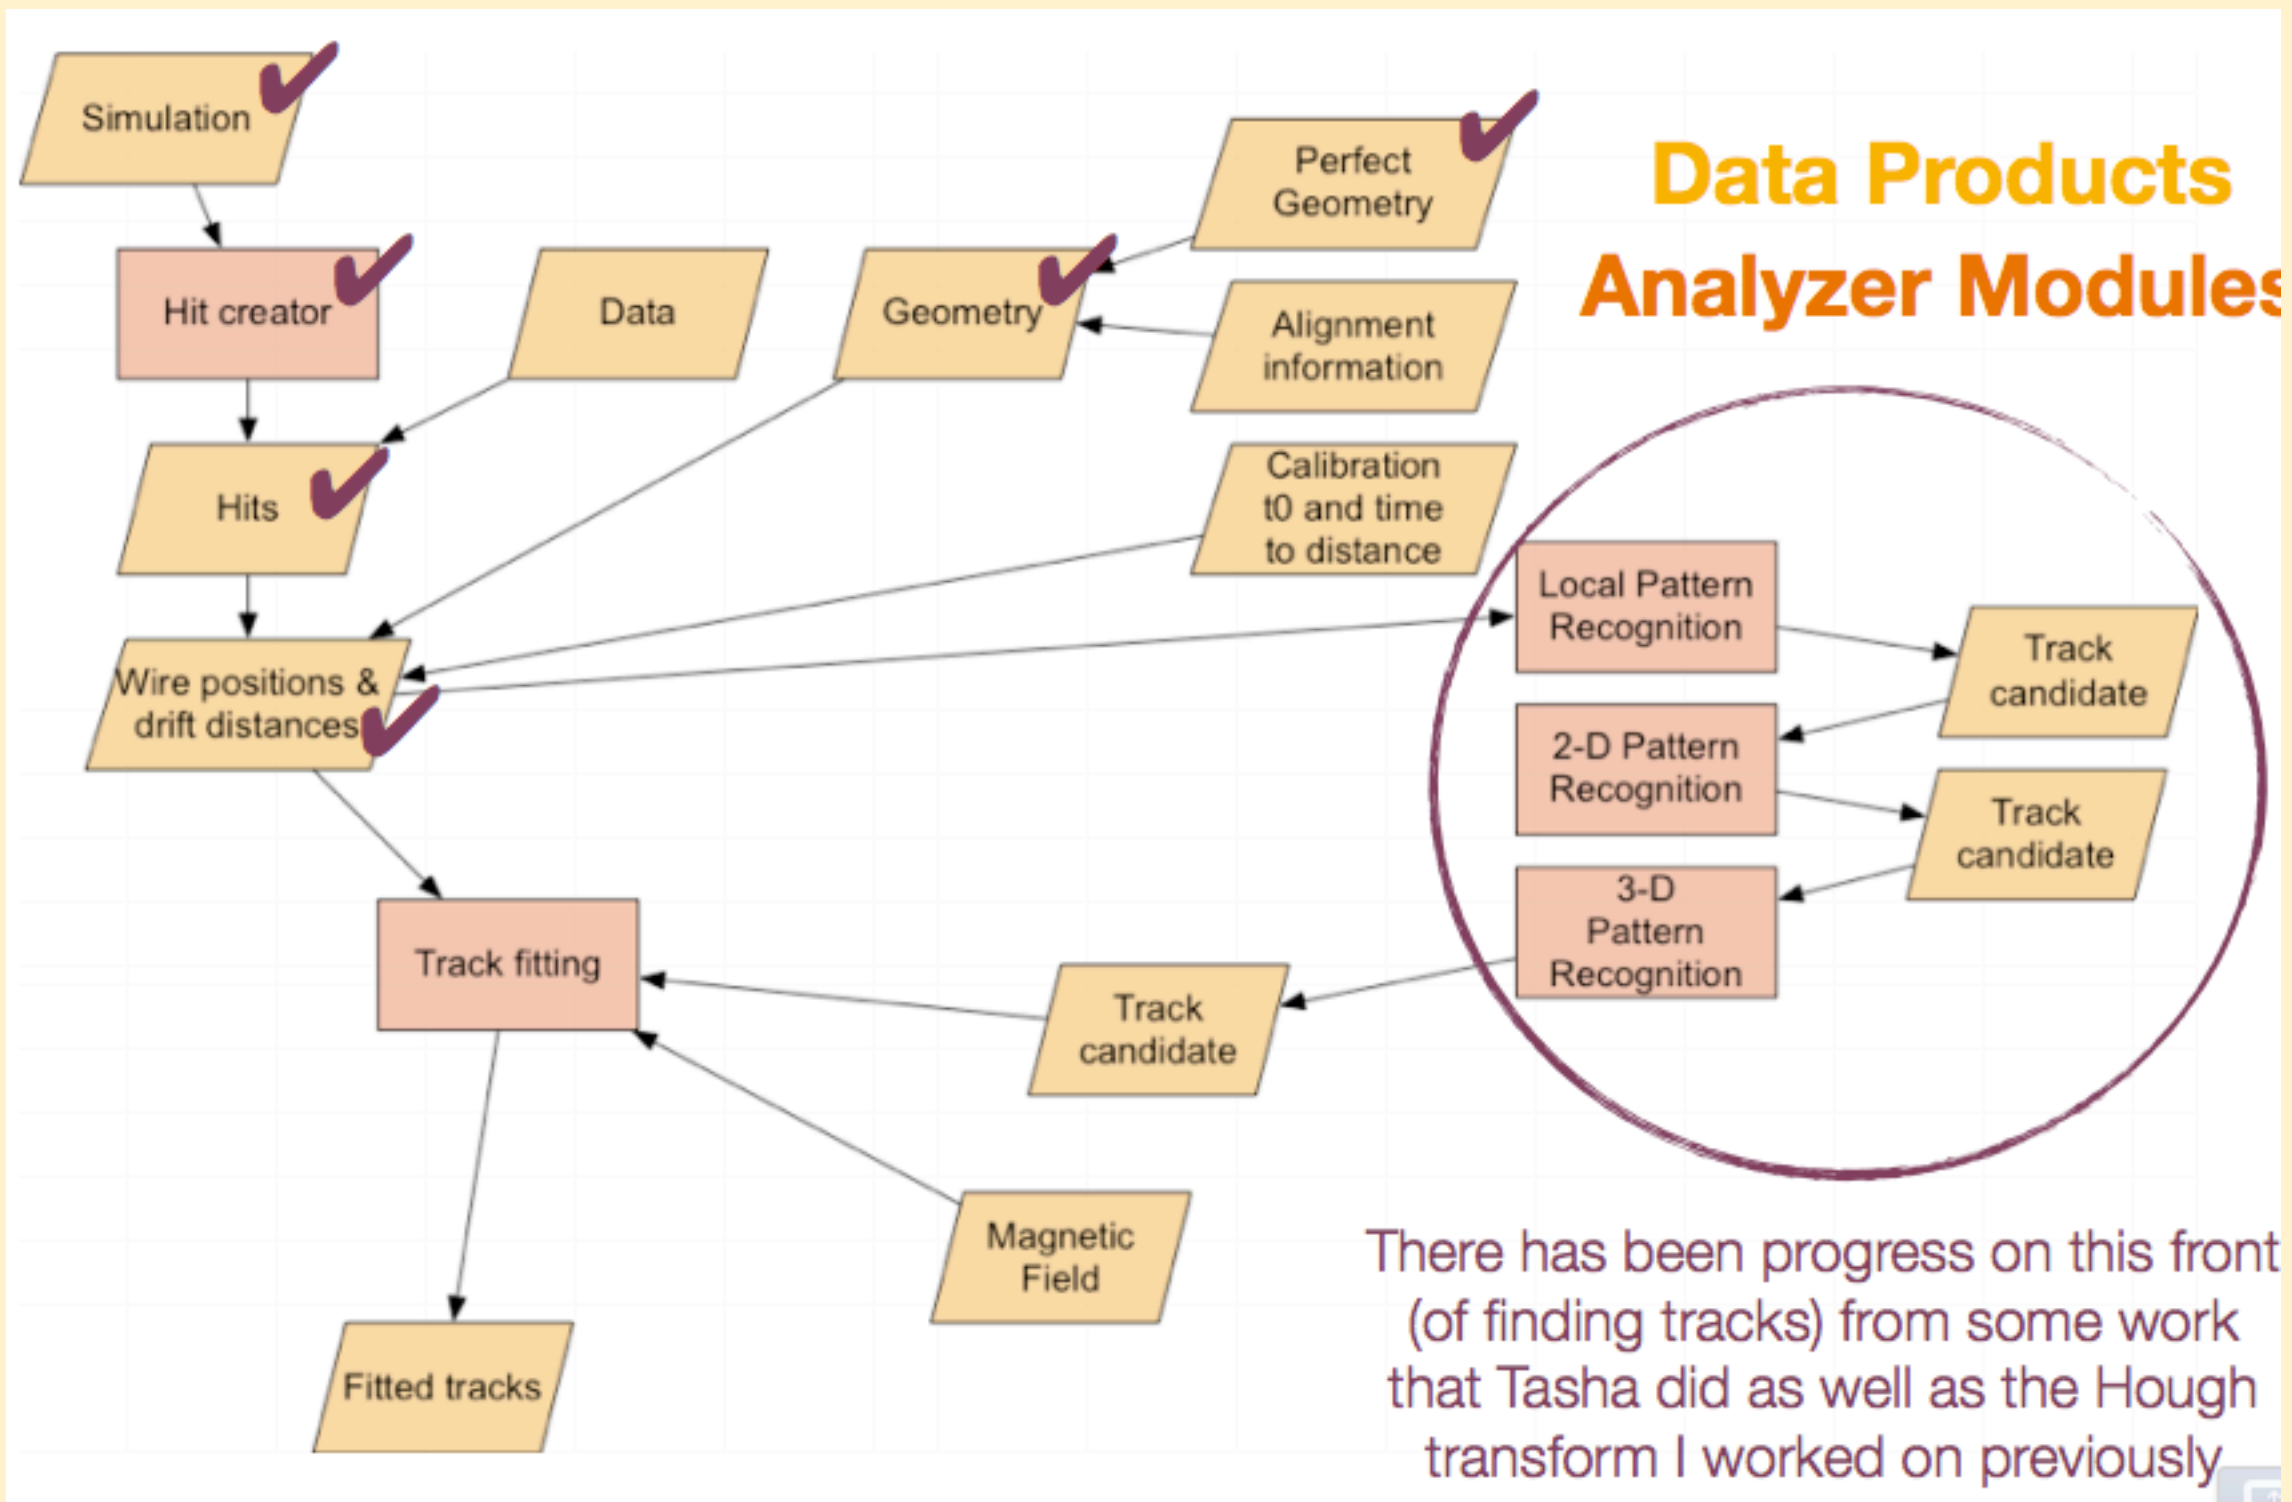 Simulation
Perfect
Geometry
Data Products
Analyzer Modules
Hit creator
Data
Geometry
Alignment
information
Calibration
t0 and time
to distance
Hits
Local Pattern
Recognition
Track
candidate
Wire positions &
drift distances
2-D Pattern
Recognition
Track
candidate
3-D
Pattern
Recognition
Track fitting
Track
candidate
Magnetic
Field
Fitted tracks
There has been progress on this front
(of finding tracks) from some work
that Tasha did as well as the Hough
transform I worked on previously